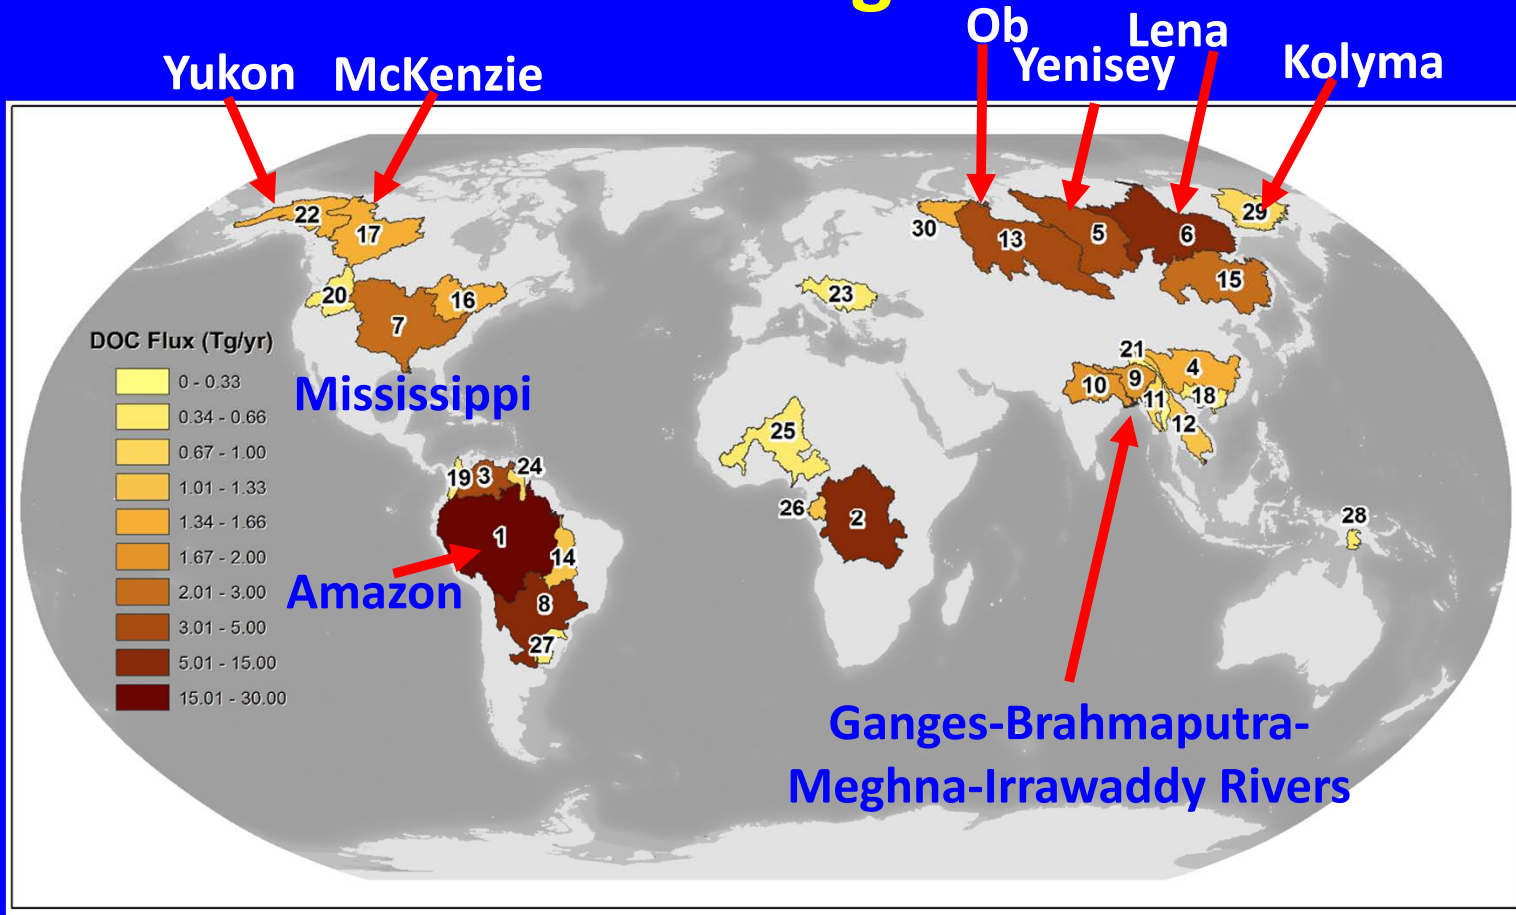 Ob
Lena
Yukon
McKenzie
Yenisey
Kolyma
22
17
30
13
5
6
29
15
20
16
7
23
DOC Flux (Tg/yr)
0 - 0.33
0.34 - 0.66
0.67 - 1.00
1.01 - 1.33
1.34 - 1.66
1.67 - 2.00
2.01 - 3.00
3.01 - 5.00
5.01 - 15.00
15.01 - 30.00
Mississippi
21
4
9
10
11
18
12
25
19
3
24
26
2
28
1
14
Amazon
8
27
Ganges-Brahmaputra-
Meghna-Irrawaddy Rivers